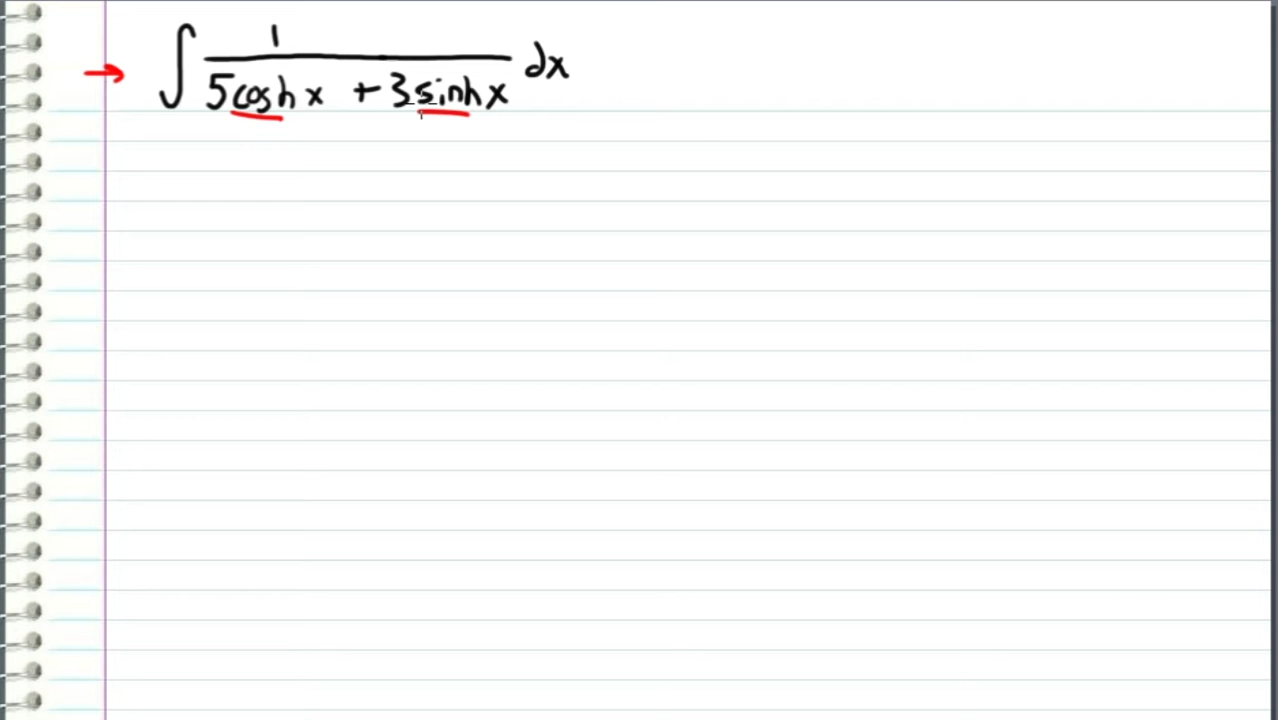 → ∫ 1/(5cosh x + 3sinh x) dx